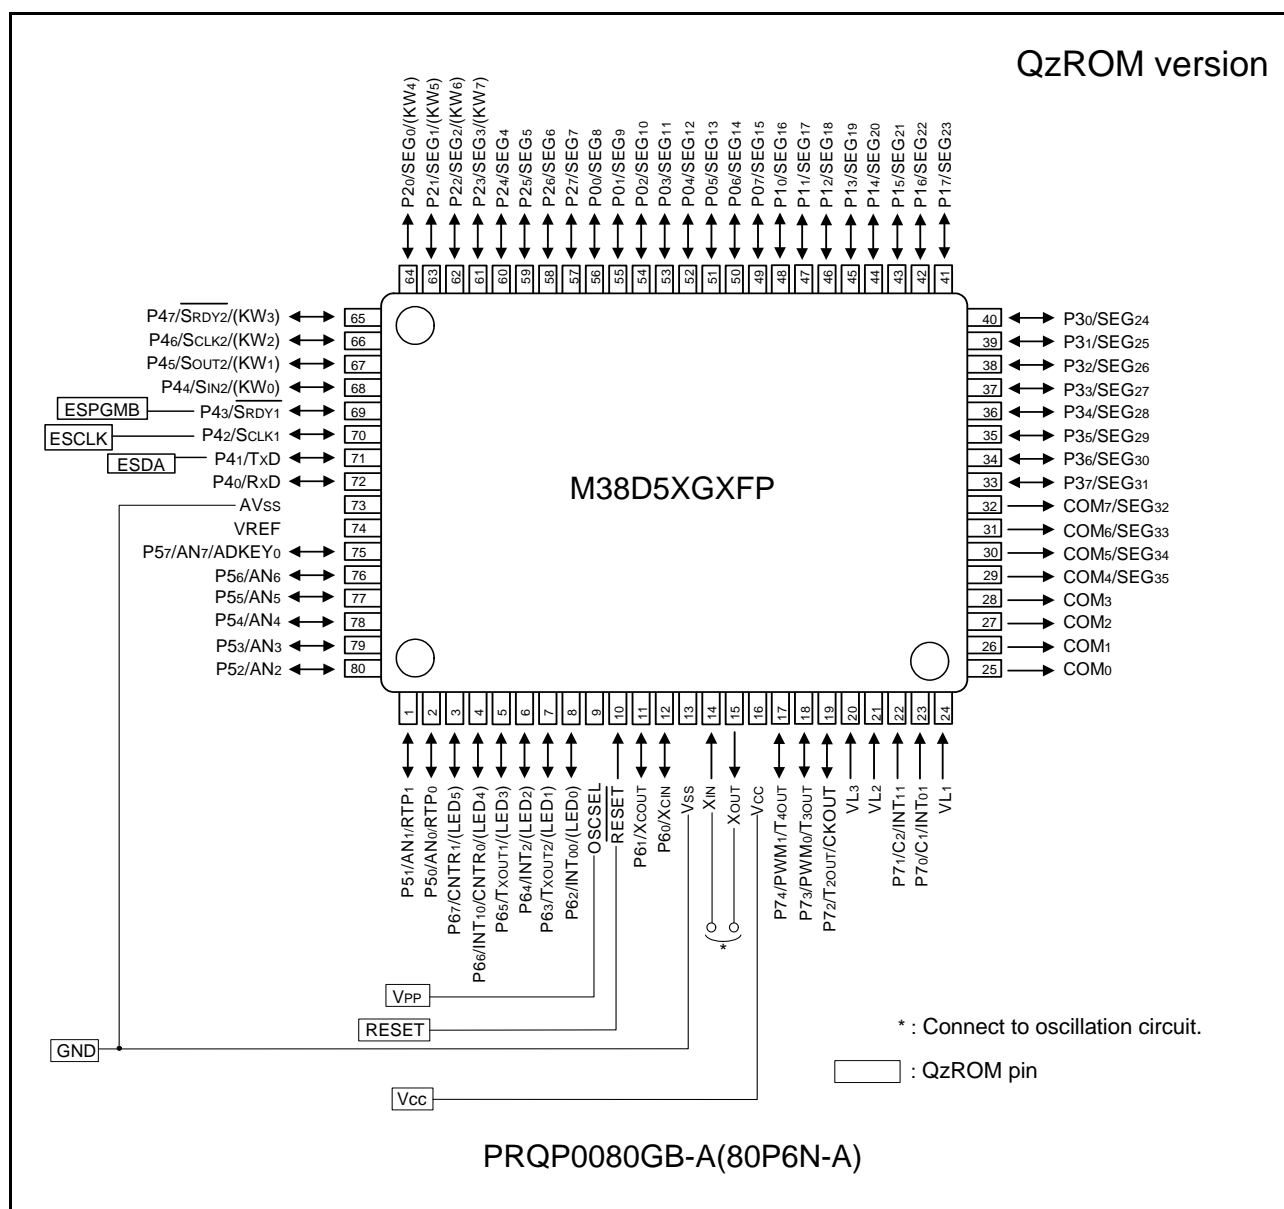 QzROM version
P20/SEG0/(KW4)
P21/SEG1/(KW5)
P22/SEG2/(KW6)
P23/SEG3/(KW7)
P24/SEG4
P25/SEG5
P26/SEG6
P27/SEG7
P00/SEG8
P01/SEG9
P02/SEG10
P03/SEG11
P04/SEG12
P05/SEG13
P06/SEG14
P07/SEG15
P10/SEG16
P11/SEG17
P12/SEG18
P13/SEG19
P14/SEG20
P15/SEG21
P16/SEG22
P17/SEG23
64 63 62 61 60 59 58 57 56 55 54 53 52 51 50 49 48 47 46 45 44 43 42 41
P47/SRDY2/(KW3) 65
P46/SCLK2/(KW2) 66
P45/SOUT2/(KW1) 67
P44/SIN2/(KW0) 68
ESPGMB P43/SRDY1 69
ESCLK P42/SCLK1 70
ESDA P41/TXD 71
P40/RXD 72
AVSS 73
VREF 74
P57/AN7/ADKEY0 75
P56/AN6 76
P55/AN5 77
P54/AN4 78
P53/AN3 79
P52/AN2 80
M38D5XGXFP
40 P30/SEG24
39 P31/SEG25
38 P32/SEG26
37 P33/SEG27
36 P34/SEG28
35 P35/SEG29
34 P36/SEG30
33 P37/SEG31
32 COM7/SEG32
31 COM6/SEG33
30 COM5/SEG34
29 COM4/SEG35
28 COM3
27 COM2
26 COM1
25 COM0
1 2 3 4 5 6 7 8 9 10 11 12 13 14 15 16 17 18 19 20 21 22 23 24
P51/AN1/RTP1
P50/AN0/RTP0
P67/CNTR1/(LED5)
P66/INT10/CNTR0/(LED4)
P65/TXOUT1/(LED3)
P64/INT2/(LED2)
P63/TXOUT2/(LED1)
P62/INT00/(LED0)
OSCSEL
RESET
P61/XCOUT
P60/XCIN
VSS
XIN
XOUT
VCC
P74/PWM1/T4OUT
P73/PWM0/T3OUT
P72/T2OUT/CKOUT
VL3
VL2
P71/C2/INT11
P70/C1/INT01
VL1
*
VPP
RESET
GND
Vcc
* : Connect to oscillation circuit.
: QzROM pin
PRQP0080GB-A(80P6N-A)